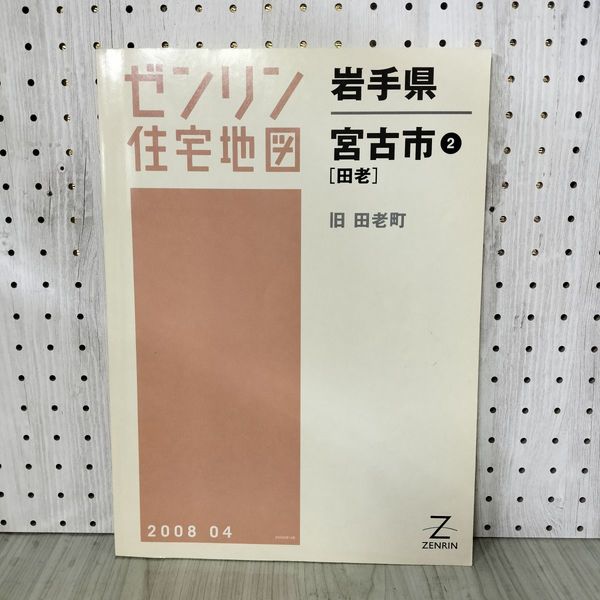 ゼンリン
住宅地図
岩手県
宮古市 2
[田老]
旧 田老町
2008 04
Z
ZENRIN